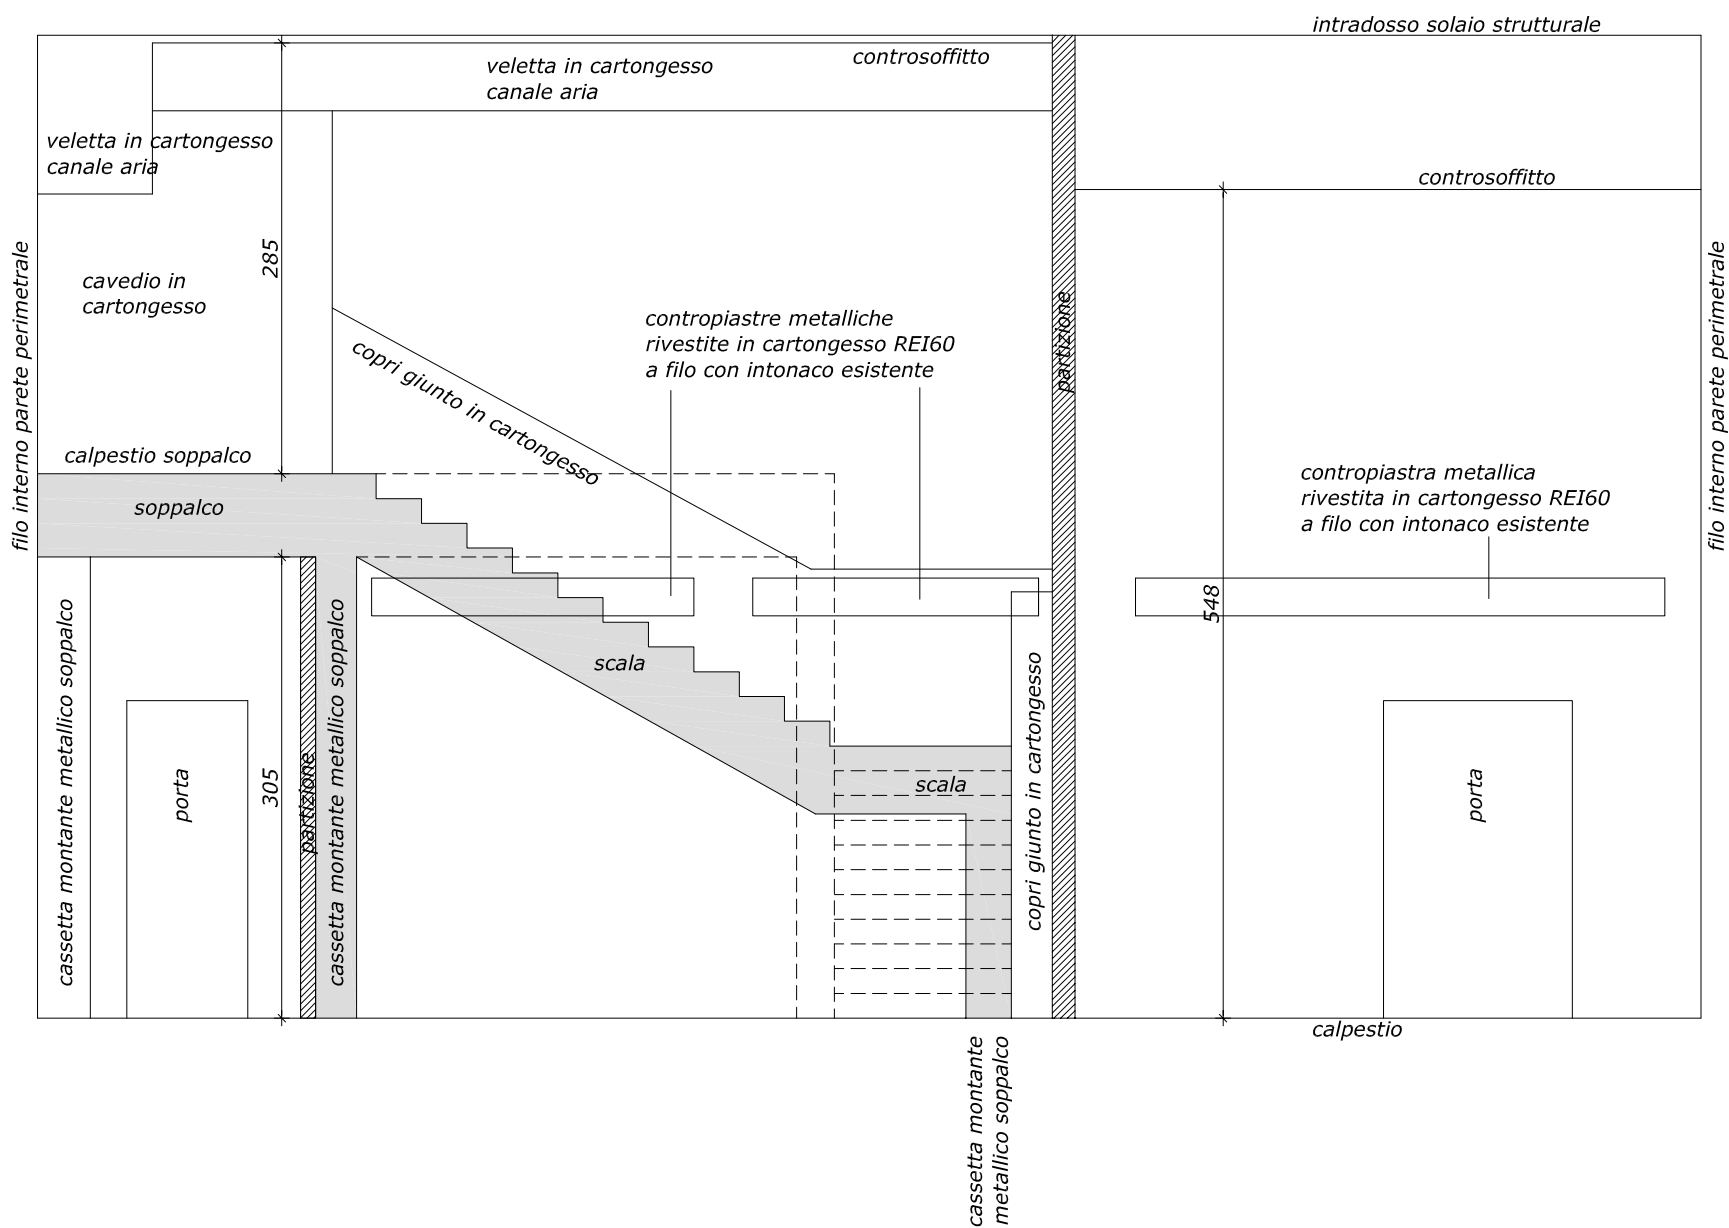 intradosso solaio strutturale
controsoffitto
veletta in cartongesso
canale aria
veletta in cartongesso
canale aria
controsoffitto
filo interno parete perimetrale
285
cavedio in
cartongesso
contropiastre metalliche
rivestite in cartongesso REI60
a filo con intonaco esistente
partizione
filo interno parete perimetrale
copri giunto in cartongesso
calpestio soppalco
contropiastra metallica
rivestita in cartongesso REI60
a filo con intonaco esistente
soppalco
548
cassetta montante metallico soppalco
porta
305
partizione
cassetta montante metallico soppalco
scala
scala
copri giunto in cartongesso
porta
calpestio
cassetta montante
metallico soppalco